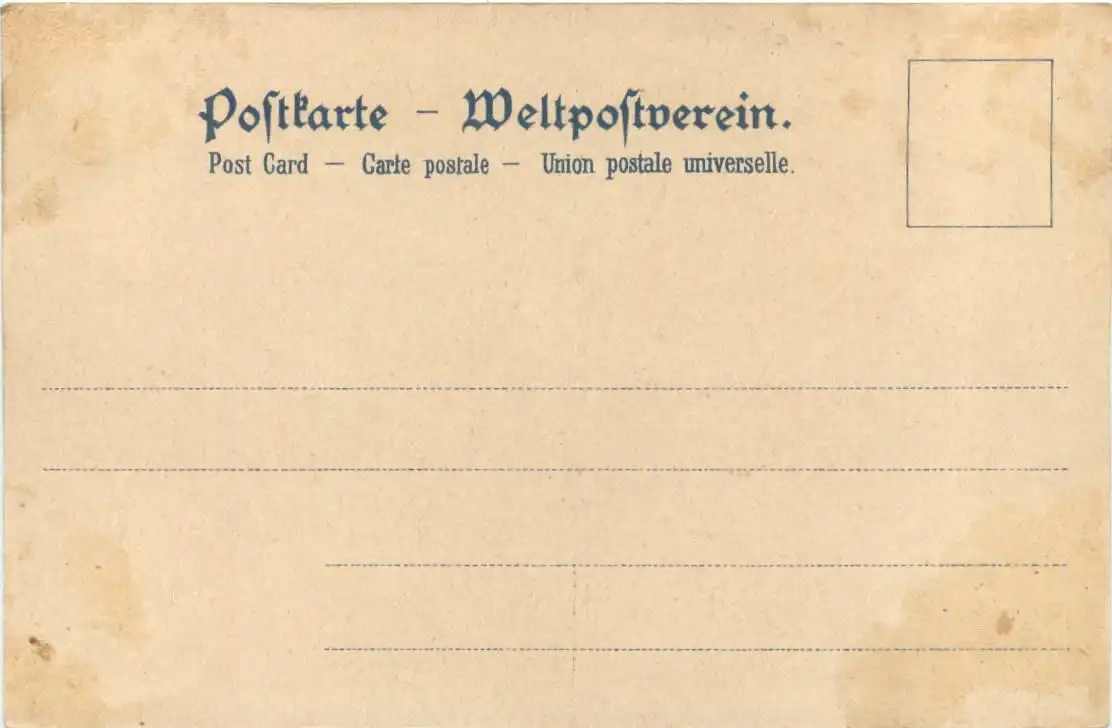 Poſtkarte – Weltpoſtverein.
Post Card – Carte postale – Union postale universelle.